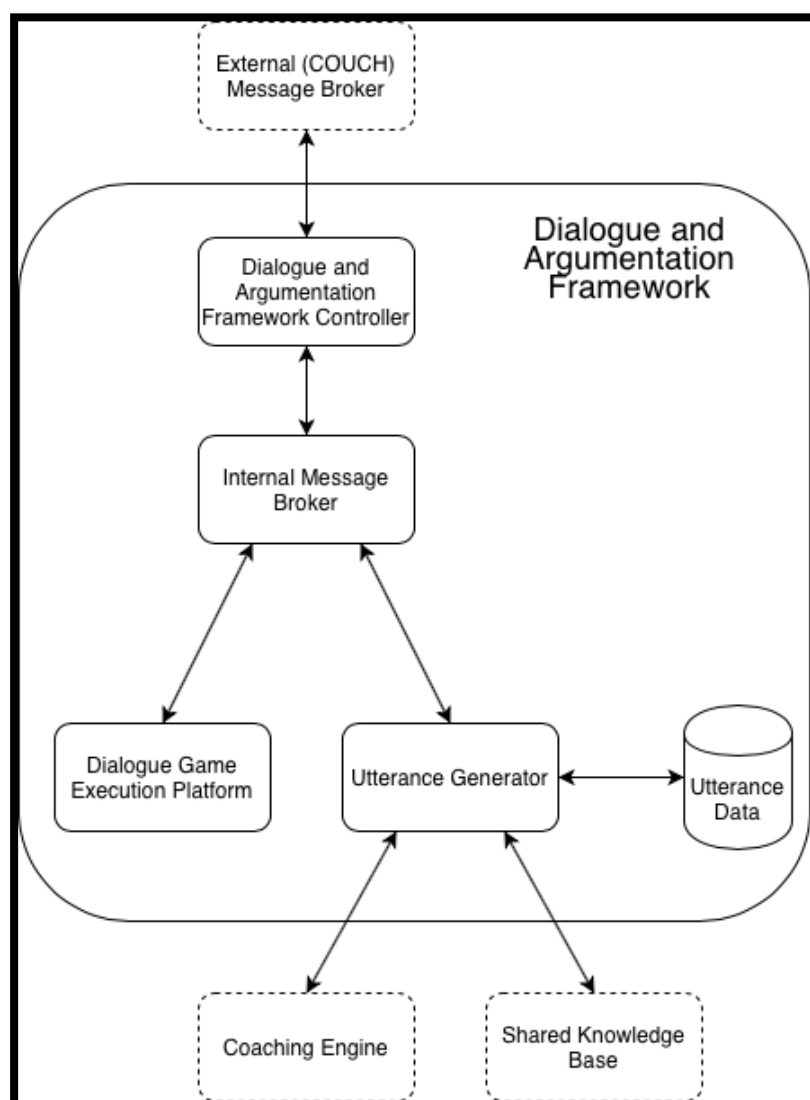 External (COUCH)
Message Broker
Dialogue and
Argumentation
Framework
Dialogue and
Argumentation
Framework Controller
Internal Message
Broker
Dialogue Game
Execution Platform
Utterance Generator
Utterance
Data
Coaching Engine
Shared Knowledge
Base